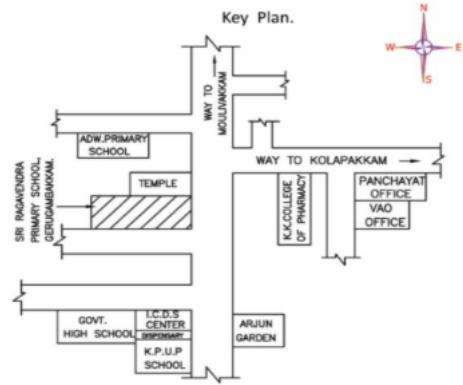 Key Plan.
N
W
E
S
WAY TO
MOULIVAKKAM
ADW.PRIMARY
SCHOOL
WAY TO KOLAPAKKAM
TEMPLE
PANCHAYAT
OFFICE
VAO
OFFICE
K.K.COLLEGE
OF PHARMACY
SRI RAGAVENDRA
PRIMARY SCHOOL,
GERUGAMBAKKAM.
GOVT.
HIGH SCHOOL
I.C.D.S
CENTER
DISPENSARY
K.P.U.P
SCHOOL
ARJUN
GARDEN